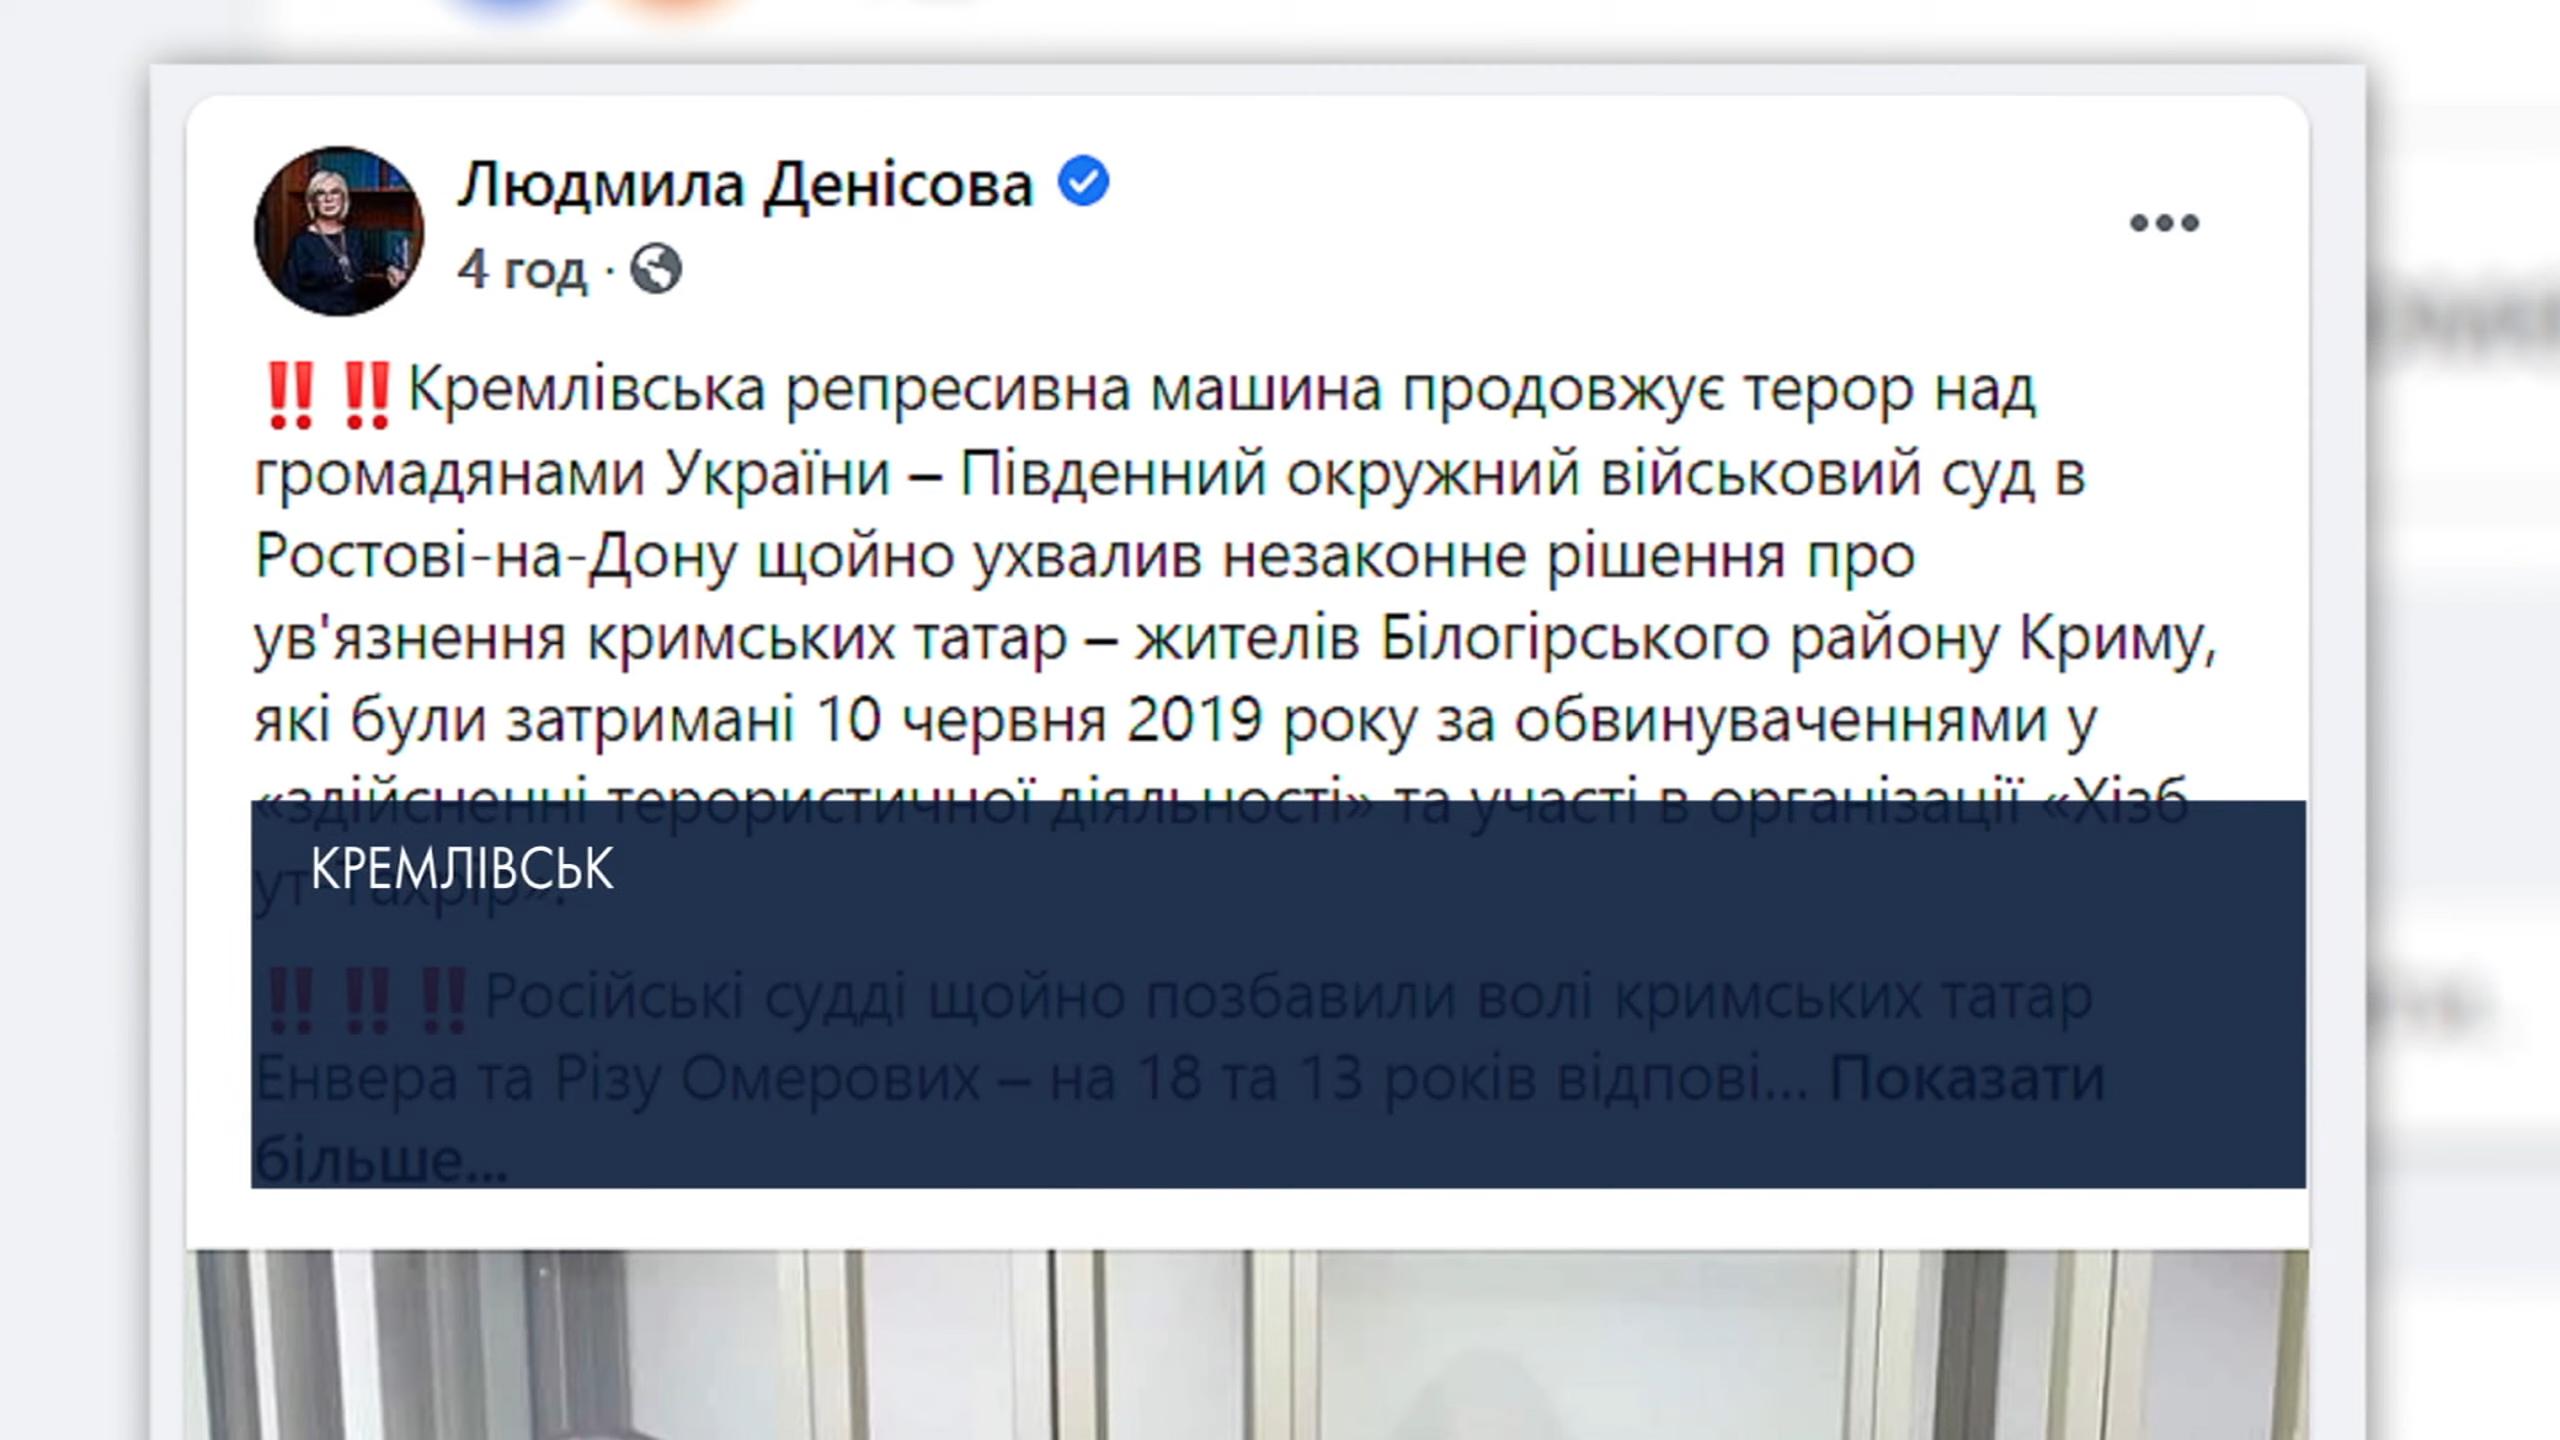 Людмила Денісова
4 год ·
‼️‼️Кремлівська репресивна машина продовжує терор над
громадянами України – Південний окружний військовий суд в
Ростові-на-Дону щойно ухвалив незаконне рішення про
ув'язнення кримських татар – жителів Білогірського району Криму,
які були затримані 10 червня 2019 року за обвинуваченнями у
«здійсненні терористичної діяльності» та участі в організації «Хізб
ут-Тахрір».
КРЕМЛІВСЬК
‼️‼️‼️Російські судді щойно позбавили волі кримських татар
Енвера та Різу Омерових – на 18 та 13 років відпові... Показати
більше...